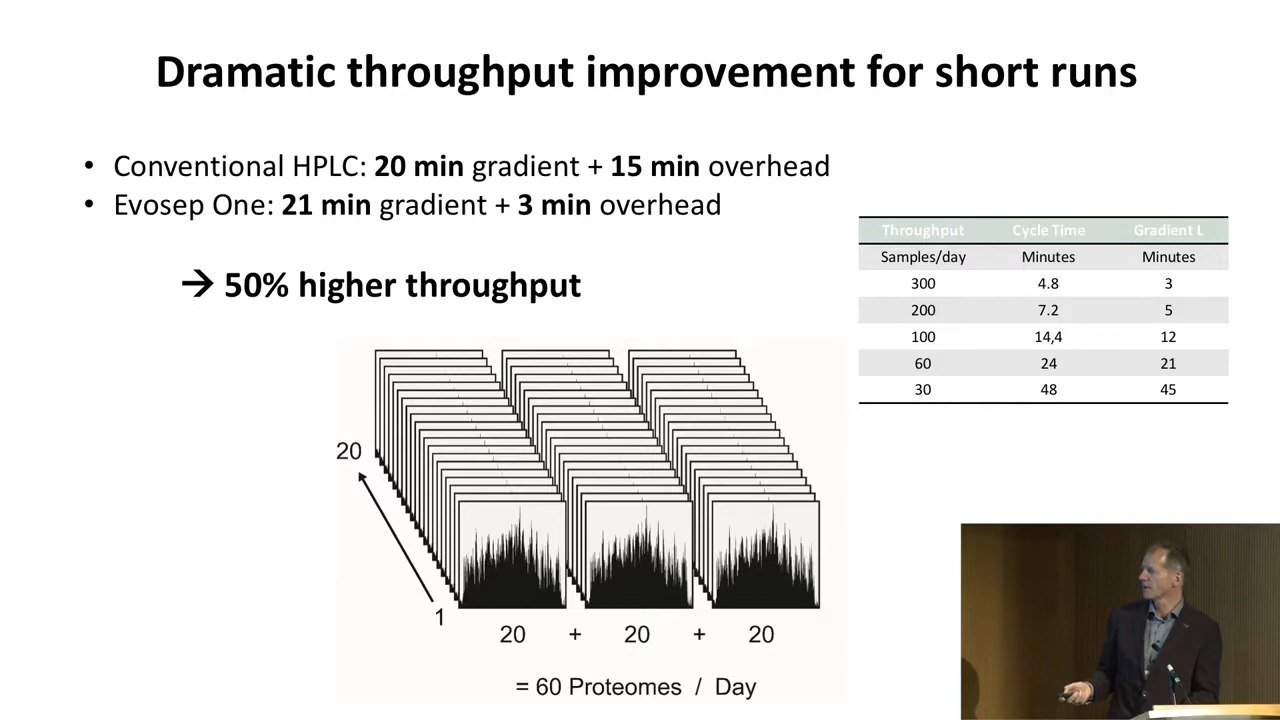 Dramatic throughput improvement for short runs
• Conventional HPLC: 20 min gradient + 15 min overhead
• Evosep One: 21 min gradient + 3 min overhead
→ 50% higher throughput
Throughput Cycle Time Gradient L
Samples/day Minutes Minutes
300 4.8 3
200 7.2 5
100 14,4 12
60 24 21
30 48 45
20
1
20 + 20 + 20
= 60 Proteomes / Day